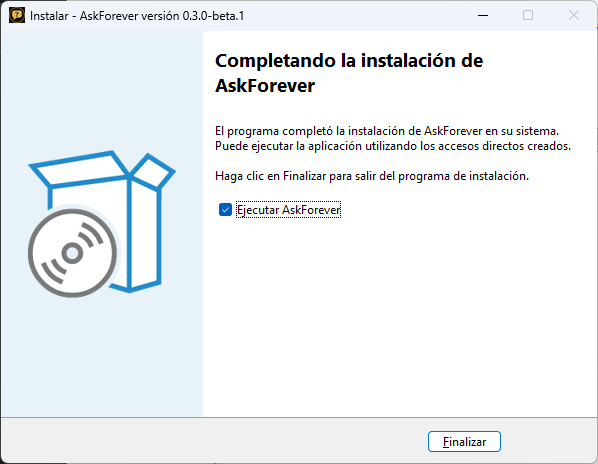 Instalar - AskForever versión 0.3.0-beta.1
Completando la instalación de
AskForever
El programa completó la instalación de AskForever en su sistema.
Puede ejecutar la aplicación utilizando los accesos directos creados.
Haga clic en Finalizar para salir del programa de instalación.
Ejecutar AskForever
Finalizar